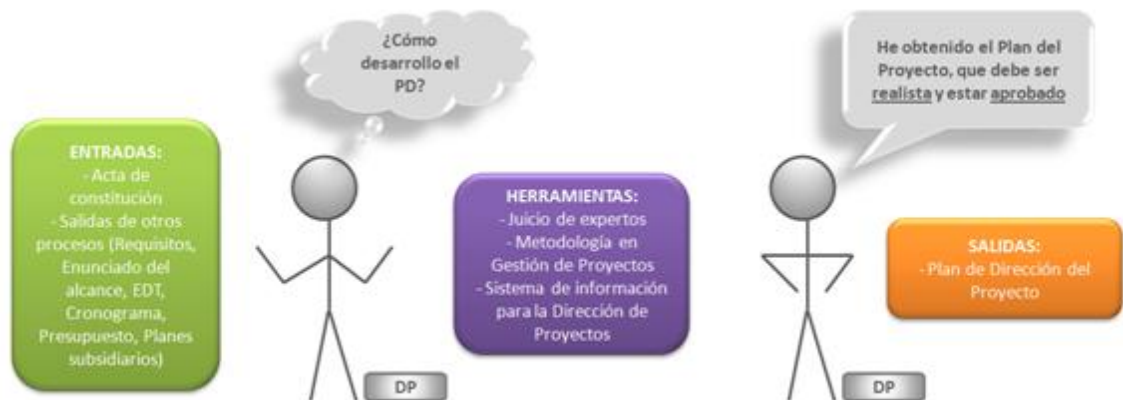 ¿Cómo
desarrollo el
PD?
He obtenido el Plan del
Proyecto, que debe ser
realista y estar aprobado
ENTRADAS:
- Acta de
constitución
- Salidas de otros
procesos (Requisitos,
Enunciado del
alcance, EDT,
Cronograma,
Presupuesto, Planes
subsidiarios)
HERRAMIENTAS:
- Juicio de expertos
- Metodología en
Gestión de Proyectos
- Sistema de información
para la Dirección de
Proyectos
SALIDAS:
- Plan de Dirección del
Proyecto
DP
DP